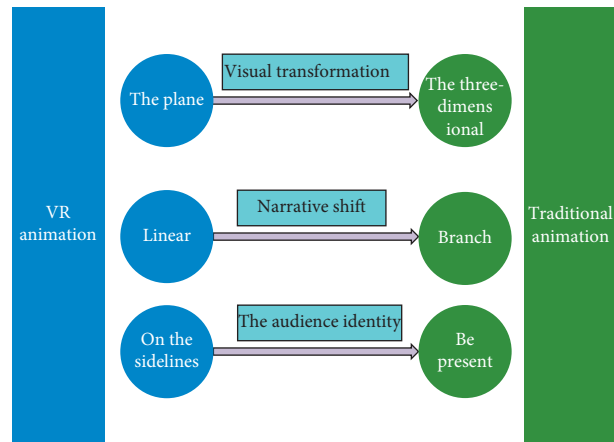 VR
animation
The plane
Visual transformation
The three-
dimens
ional
Linear
Narrative shift
Branch
On the
sidelines
The audience identity
Be
present
Traditional
animation